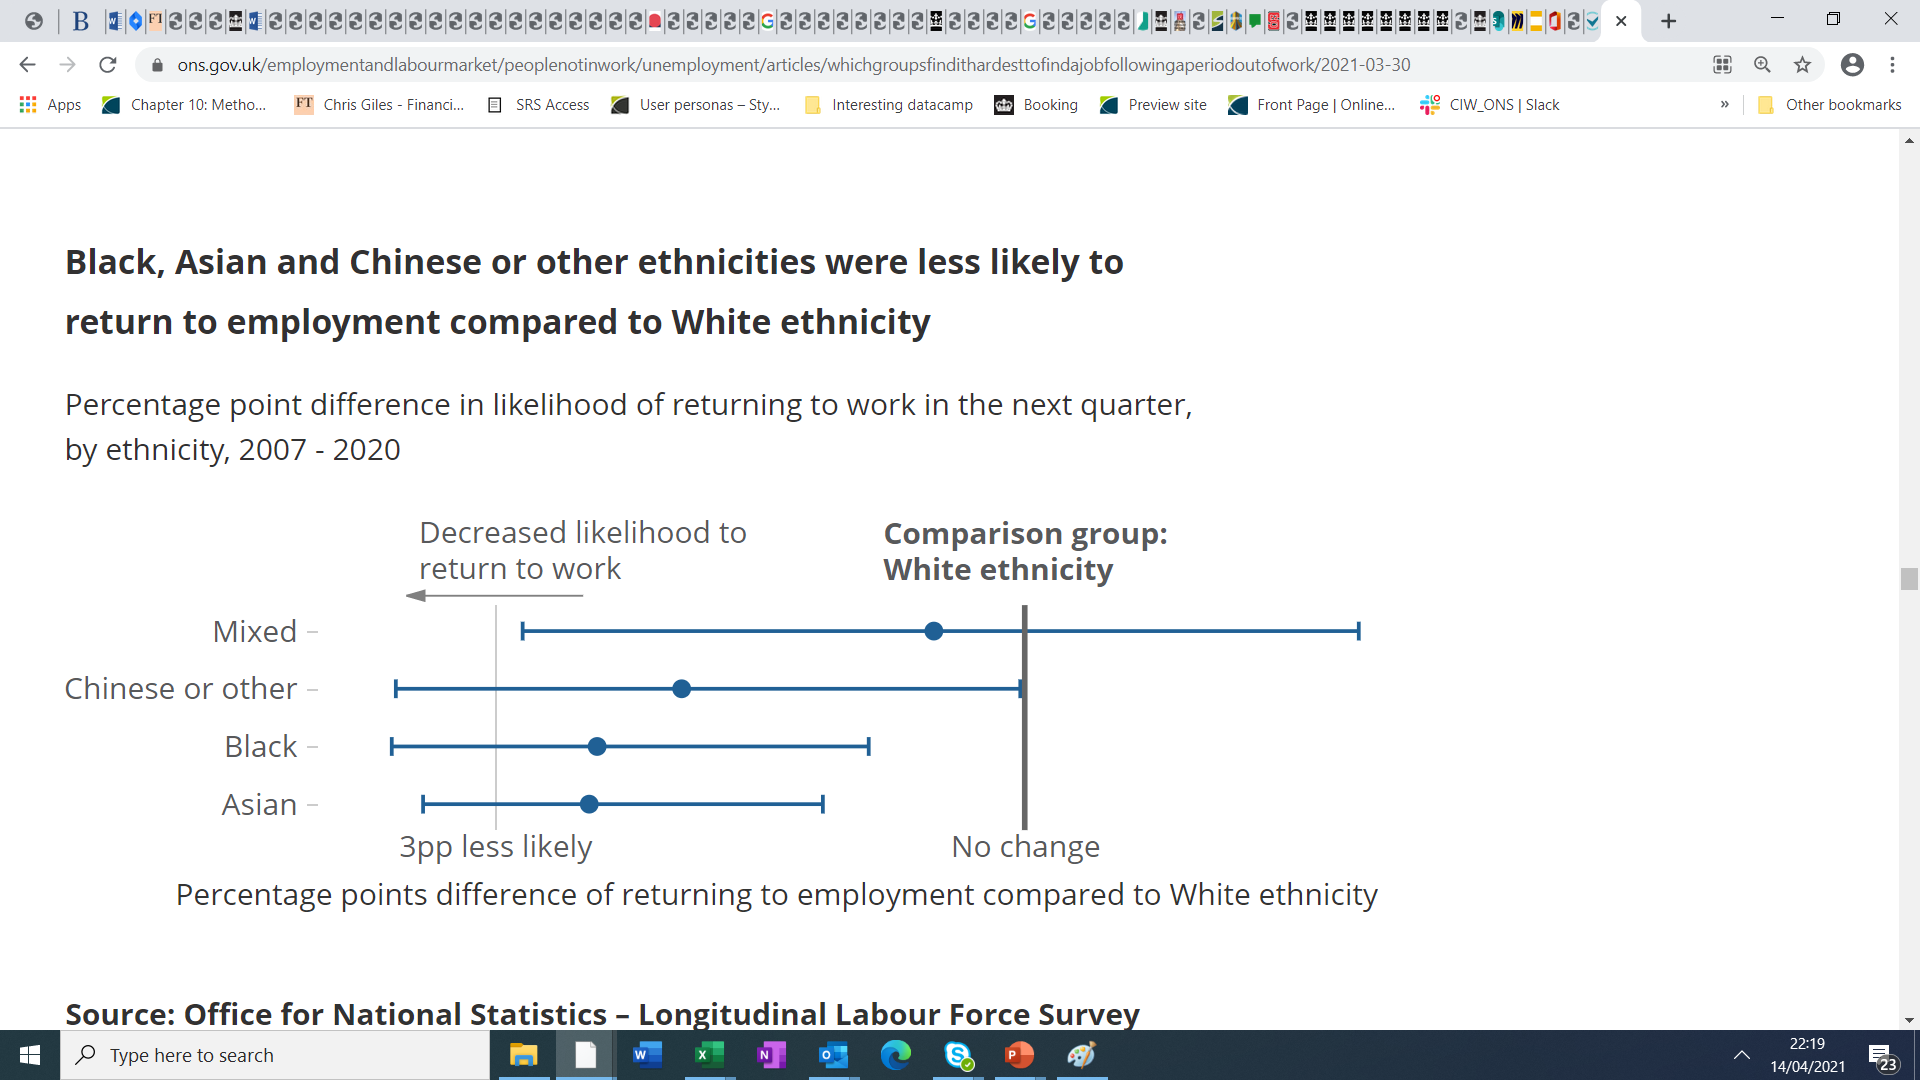 B
FT
G
G
ons.gov.uk/employmentandlabourmarket/peoplenotinwork/unemployment/articles/whichgroupsfindithardesttofindajobfollowingaperiodoutofwork/2021-03-30
Apps
Chapter 10: Metho...
FT Chris Giles - Financi...
SRS Access
User personas – Sty...
Interesting datacamp
Booking
Preview site
Front Page | Online...
CIW_ONS | Slack
»
Other bookmarks
Black, Asian and Chinese or other ethnicities were less likely to
return to employment compared to White ethnicity
Percentage point difference in likelihood of returning to work in the next quarter,
by ethnicity, 2007 - 2020
Decreased likelihood to
return to work
Comparison group:
White ethnicity
Mixed
Chinese or other
Black
Asian
3pp less likely
No change
Percentage points difference of returning to employment compared to White ethnicity
Source: Office for National Statistics – Longitudinal Labour Force Survey
Type here to search
22:19
14/04/2021
23